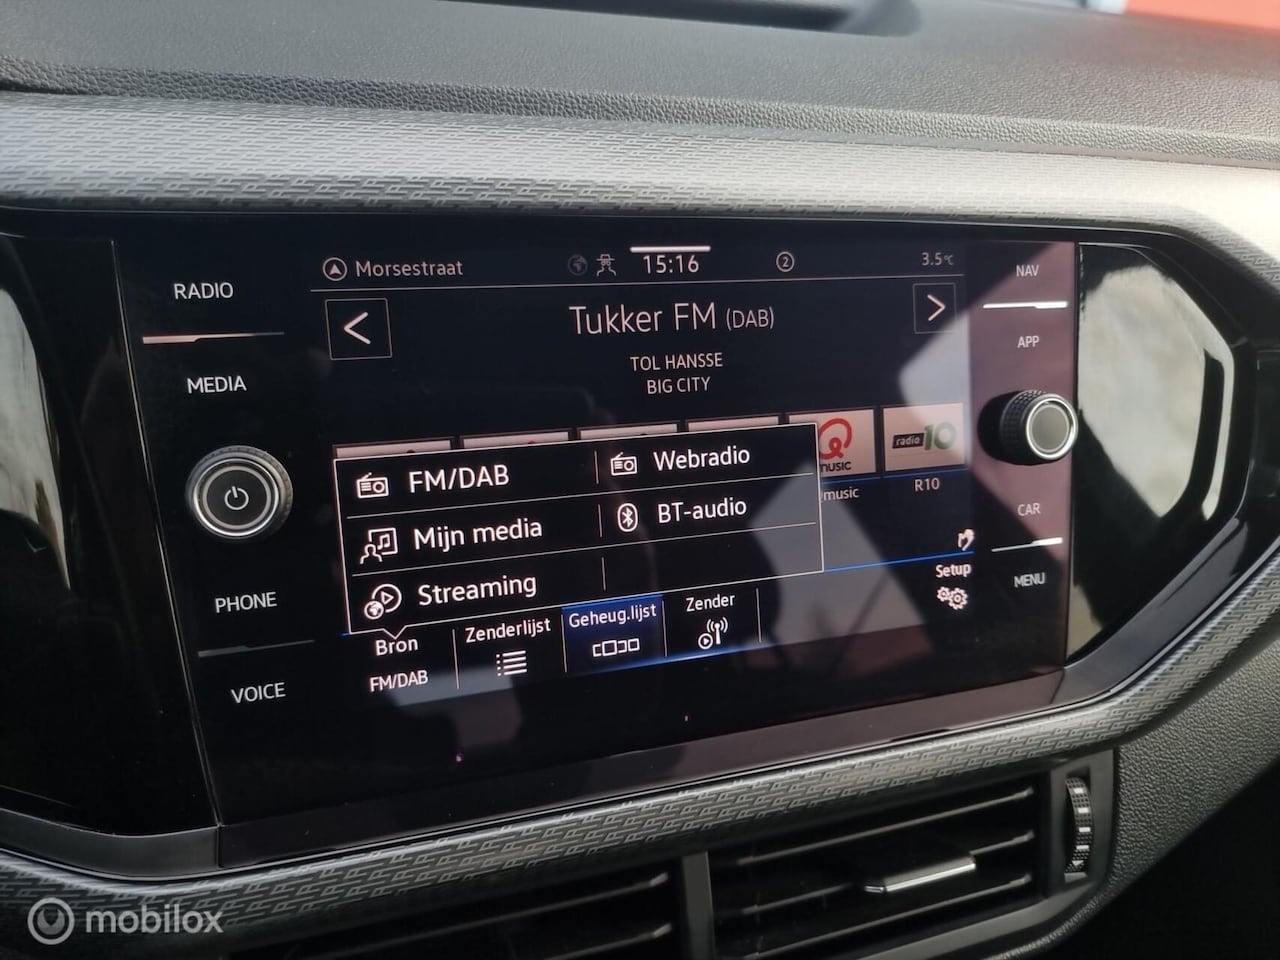 RADIO
MEDIA
PHONE
VOICE
Morsestraat
15:16
2
3.5°C
Tukker FM (DAB)
TOL HANSSE
BIG CITY
MUSIC
radio 10
music
R10
FM/DAB
Webradio
Mijn media
BT-audio
Streaming
Bron
FM/DAB
Zenderlijst
Geheug.lijst
Zender
Setup
NAV
APP
CAR
MENU
mobilox